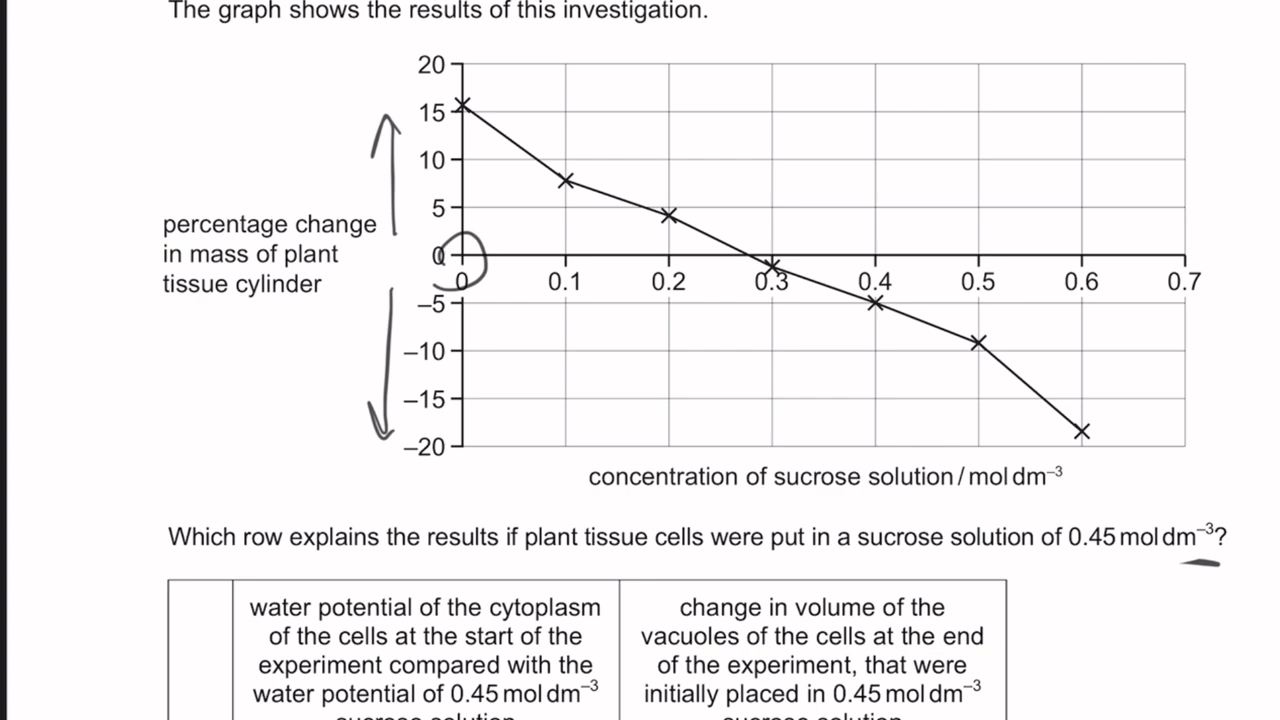 The graph shows the results of this investigation.
20
15
10
5
0
–5
–10
–15
–20
percentage change
in mass of plant
tissue cylinder
0 0.1 0.2 0.3 0.4 0.5 0.6 0.7
concentration of sucrose solution / mol dm⁻³
Which row explains the results if plant tissue cells were put in a sucrose solution of 0.45 mol dm⁻³?
water potential of the cytoplasm
of the cells at the start of the
experiment compared with the
water potential of 0.45 mol dm⁻³
sucrose solution
change in volume of the
vacuoles of the cells at the end
of the experiment, that were
initially placed in 0.45 mol dm⁻³
sucrose solution